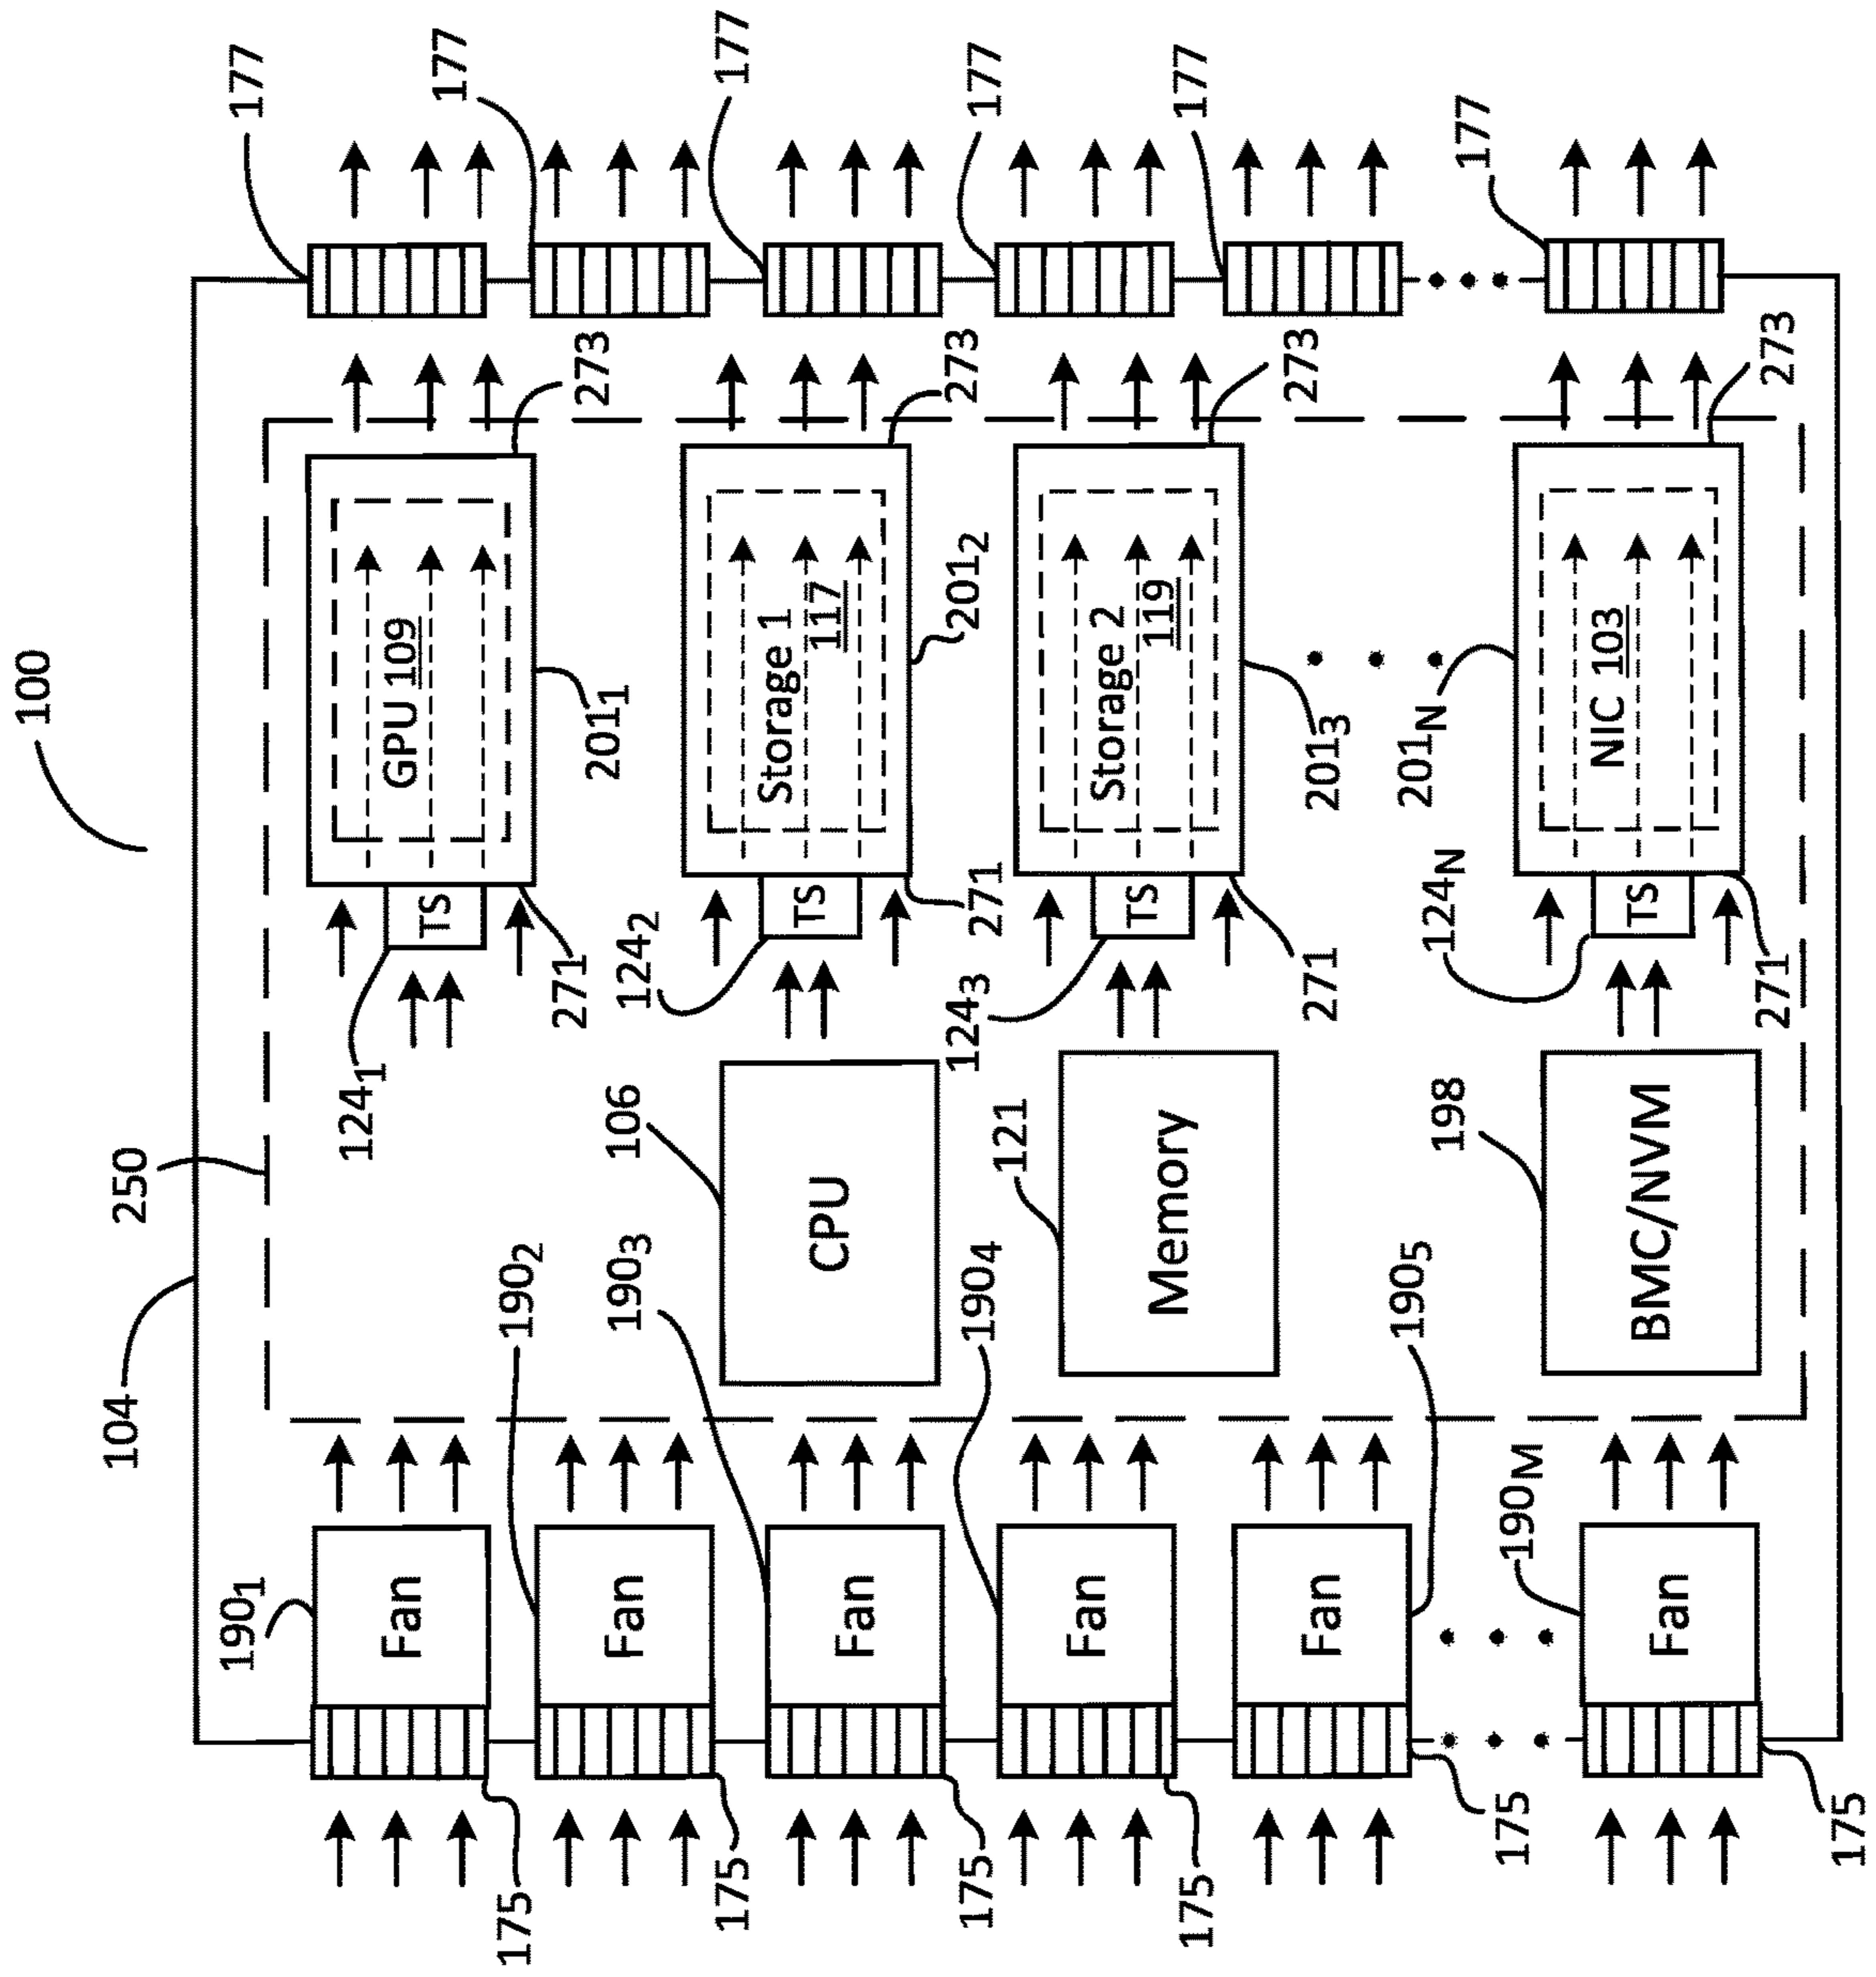 100
104
250
177
177
177
177
177
177
273
273
273
273
GPU 109
Storage 1
117
Storage 2
119
NIC 103
201₁
201₂
201₃
201N
TS
TS
TS
TS
124₁
124₂
124₃
124N
271
271
271
271
106
CPU
121
Memory
198
BMC/NVM
190₁
190₂
190₃
190₄
190₅
190M
Fan
Fan
Fan
Fan
Fan
Fan
175
175
175
175
175
175